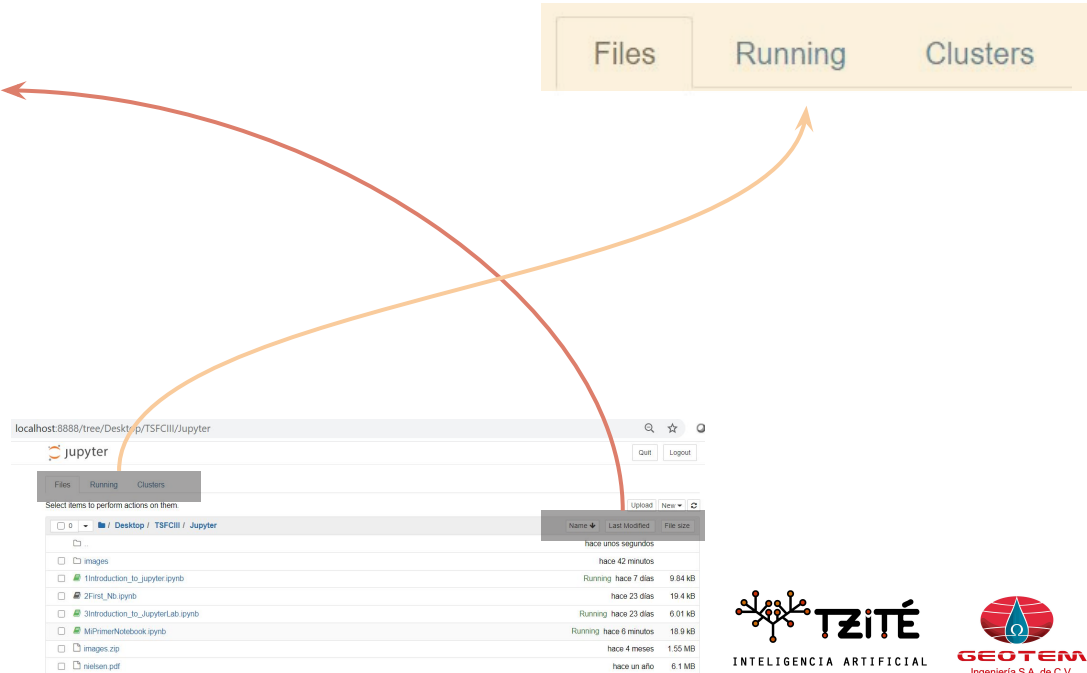 Files Running Clusters
localhost:8888/tree/Desktop/TSFCIII/Jupyter
jupyter Quit Logout
Files Running Clusters
Select items to perform actions on them. Upload New
0 / Desktop / TSFCIII / Jupyter Name Last Modified File size
.. hace unos segundos
images hace 42 minutos
1Introduction_to_jupyter.ipynb Running hace 7 días 9.84 kB
2First_Nb.ipynb hace 23 días 19.4 kB
3Introduction_to_JupyterLab.ipynb Running hace 23 días 6.01 kB
MiPrimerNotebook.ipynb Running hace 6 minutos 18.9 kB
images.zip hace 4 meses 1.55 MB
nielsen.pdf hace un año 6.1 MB
TZiTÉ
INTELIGENCIA ARTIFICIAL
Ω
GEOTEM
Ingeniería S.A. de C.V.